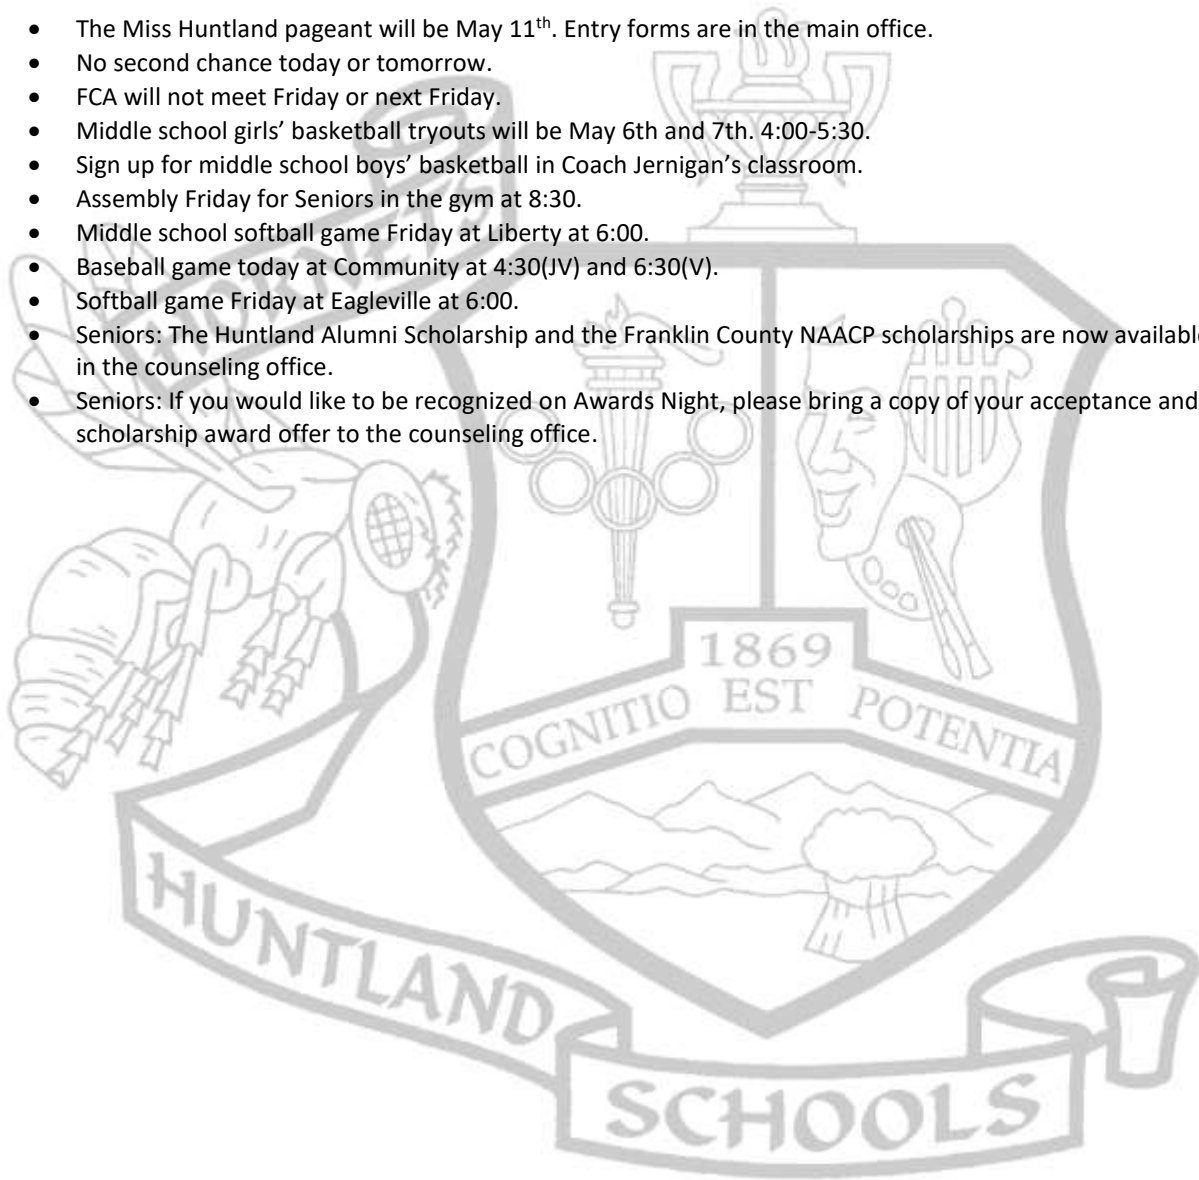 • The Miss Huntland pageant will be May 11th. Entry forms are in the main office.
• No second chance today or tomorrow.
• FCA will not meet Friday or next Friday.
• Middle school girls’ basketball tryouts will be May 6th and 7th. 4:00-5:30.
• Sign up for middle school boys’ basketball in Coach Jernigan’s classroom.
• Assembly Friday for Seniors in the gym at 8:30.
• Middle school softball game Friday at Liberty at 6:00.
• Baseball game today at Community at 4:30(JV) and 6:30(V).
• Softball game Friday at Eagleville at 6:00.
• Seniors: The Huntland Alumni Scholarship and the Franklin County NAACP scholarships are now available
in the counseling office.
• Seniors: If you would like to be recognized on Awards Night, please bring a copy of your acceptance and
scholarship award offer to the counseling office.
HORNETS
1869
COGNITIO EST POTENTIA
HUNTLAND
SCHOOLS